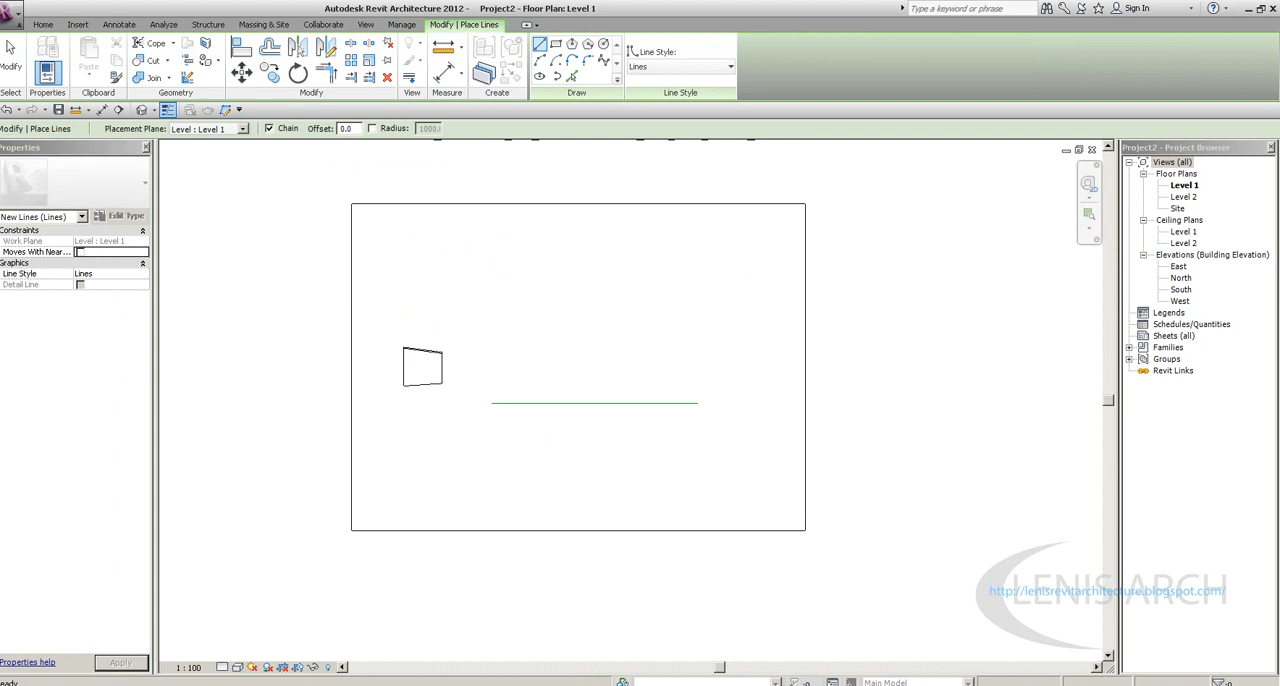 Autodesk Revit Architecture 2012 - Project2 - Floor Plan: Level 1
Type a keyword or phrase
Sign In
Home Insert Annotate Analyze Structure Massing & Site Collaborate View Manage Modify | Place Lines
Modify
Paste
Cope
Cut
Join
Line Style:
Lines
Select Properties Clipboard Geometry Modify View Measure Create Draw Line Style
Modify | Place Lines Placement Plane: Level : Level 1 Chain Offset: 0.0 Radius:
Properties
New Lines (Lines) Edit Type
Constraints
Work Plane Level : Level 1
Moves With Near...
Graphics
Line Style Lines
Detail Line
Properties help Apply
Project2 - Project Browser
Views (all)
Floor Plans
Level 1
Level 2
Site
Ceiling Plans
Level 1
Level 2
Elevations (Building Elevation)
East
North
South
West
Legends
Schedules/Quantities
Sheets (all)
Families
Groups
Revit Links
LENIS ARCH
http://lenisrevitarchitecture.blogspot.com/
1 : 100
Main Model